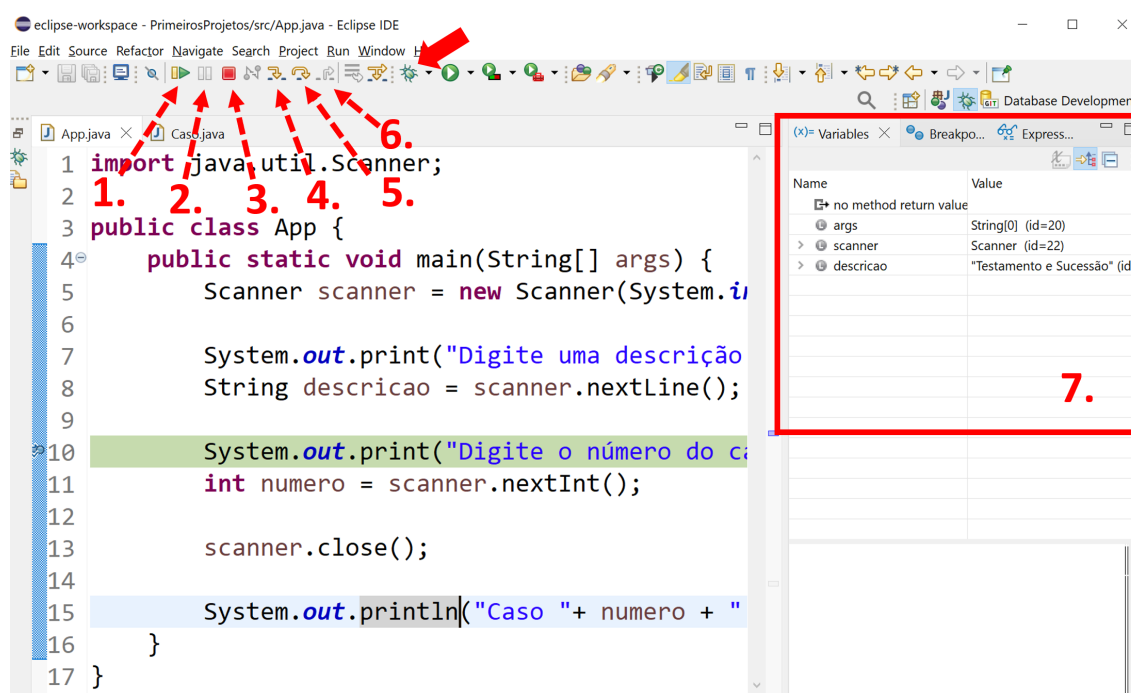 eclipse-workspace - PrimeirosProjetos/src/App.java - Eclipse IDE
File Edit Source Refactor Navigate Search Project Run Window H
GIT Database Developmen
App.java
Caso.java
(x)= Variables
Breakpo...
Express...
6.
1. 2. 3. 4. 5.
Name Value
no method return value
args String[0] (id=20)
scanner Scanner (id=22)
descricao "Testamento e Sucessão" (id
7.
1 import java.util.Scanner;
2
3 public class App {
4 public static void main(String[] args) {
5 Scanner scanner = new Scanner(System.in
6
7 System.out.print("Digite uma descrição
8 String descricao = scanner.nextLine();
9
10 System.out.print("Digite o número do ca
11 int numero = scanner.nextInt();
12
13 scanner.close();
14
15 System.out.println("Caso "+ numero + "
16 }
17 }